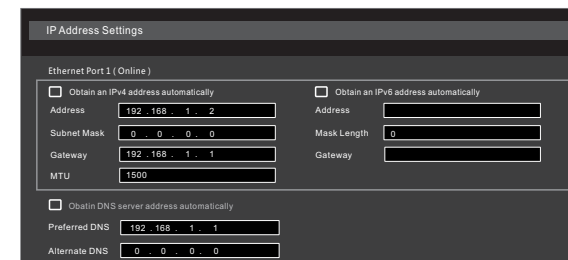 IP Address Settings
Ethernet Port 1 ( Online )
Obtain an IPv4 address automatically
Obtain an IPv6 address automatically
Address 192 . 168 . 1 . 2
Address
Subnet Mask 0 . 0 . 0 . 0
Mask Length 0
Gateway 192 . 168 . 1 . 1
Gateway
MTU 1500
Obatin DNS server address automatically
Preferred DNS 192 . 168 . 1 . 1
Alternate DNS 0 . 0 . 0 . 0